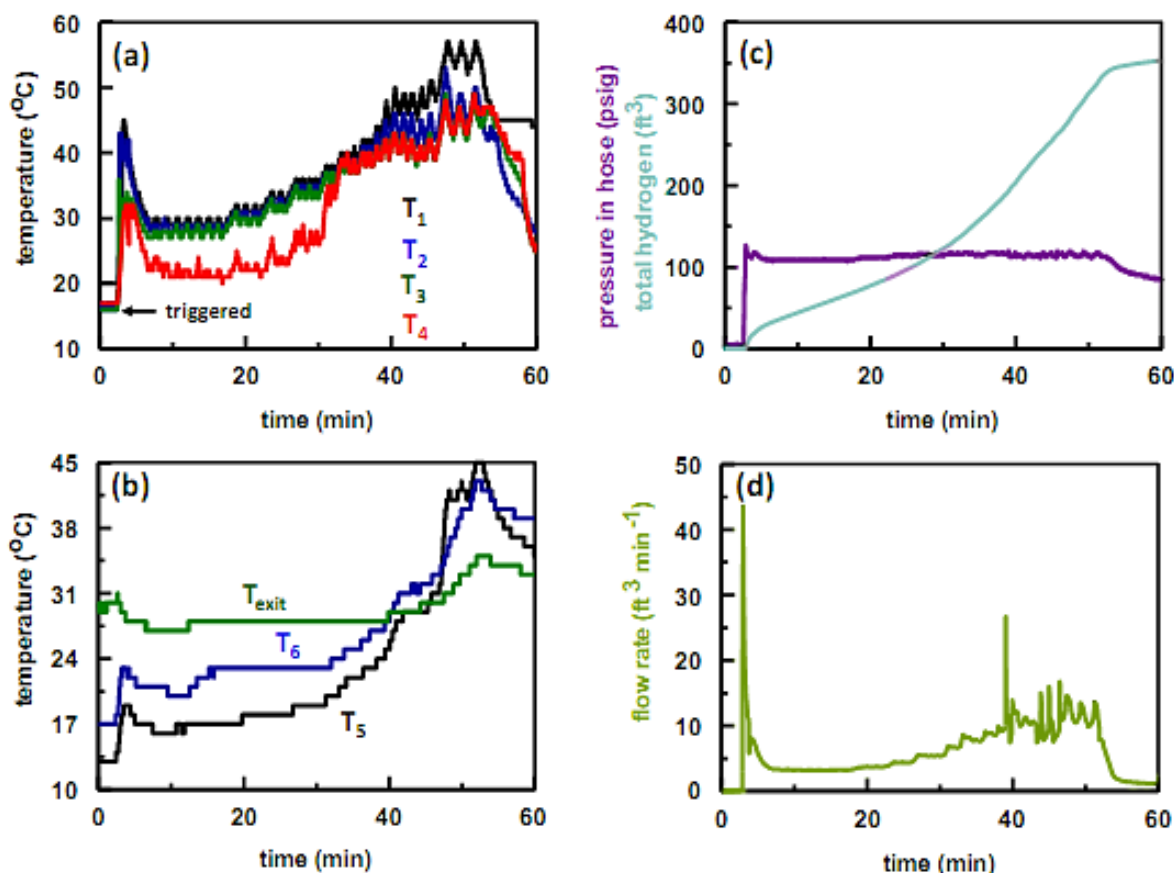 (a)
temperature (°C)
60
50
40
30
20
10
triggered
T1
T2
T3
T4
0
20
40
60
time (min)
(c)
pressure in hose (psig)
total hydrogen (ft³)
400
300
200
100
0
0
20
40
60
time (min)
(b)
temperature (°C)
45
38
31
24
17
10
Texit
T6
T5
0
20
40
60
time (min)
(d)
flow rate (ft³ min⁻¹)
50
40
30
20
10
0
0
20
40
60
time (min)